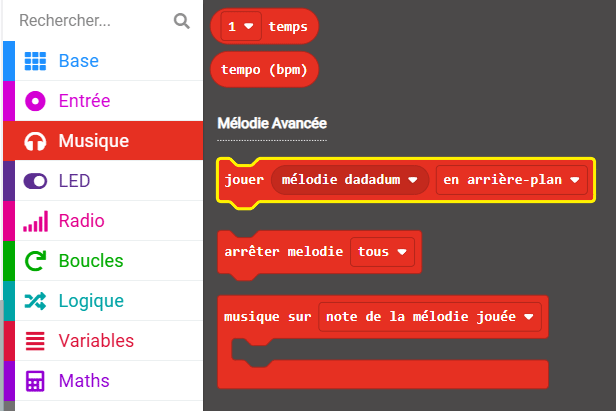 Rechercher...
Base
Entrée
Musique
LED
Radio
Boucles
Logique
Variables
Maths
1 temps
tempo (bpm)
Mélodie Avancée
jouer mélodie dadadum en arrière-plan
arrêter melodie tous
musique sur note de la mélodie jouée